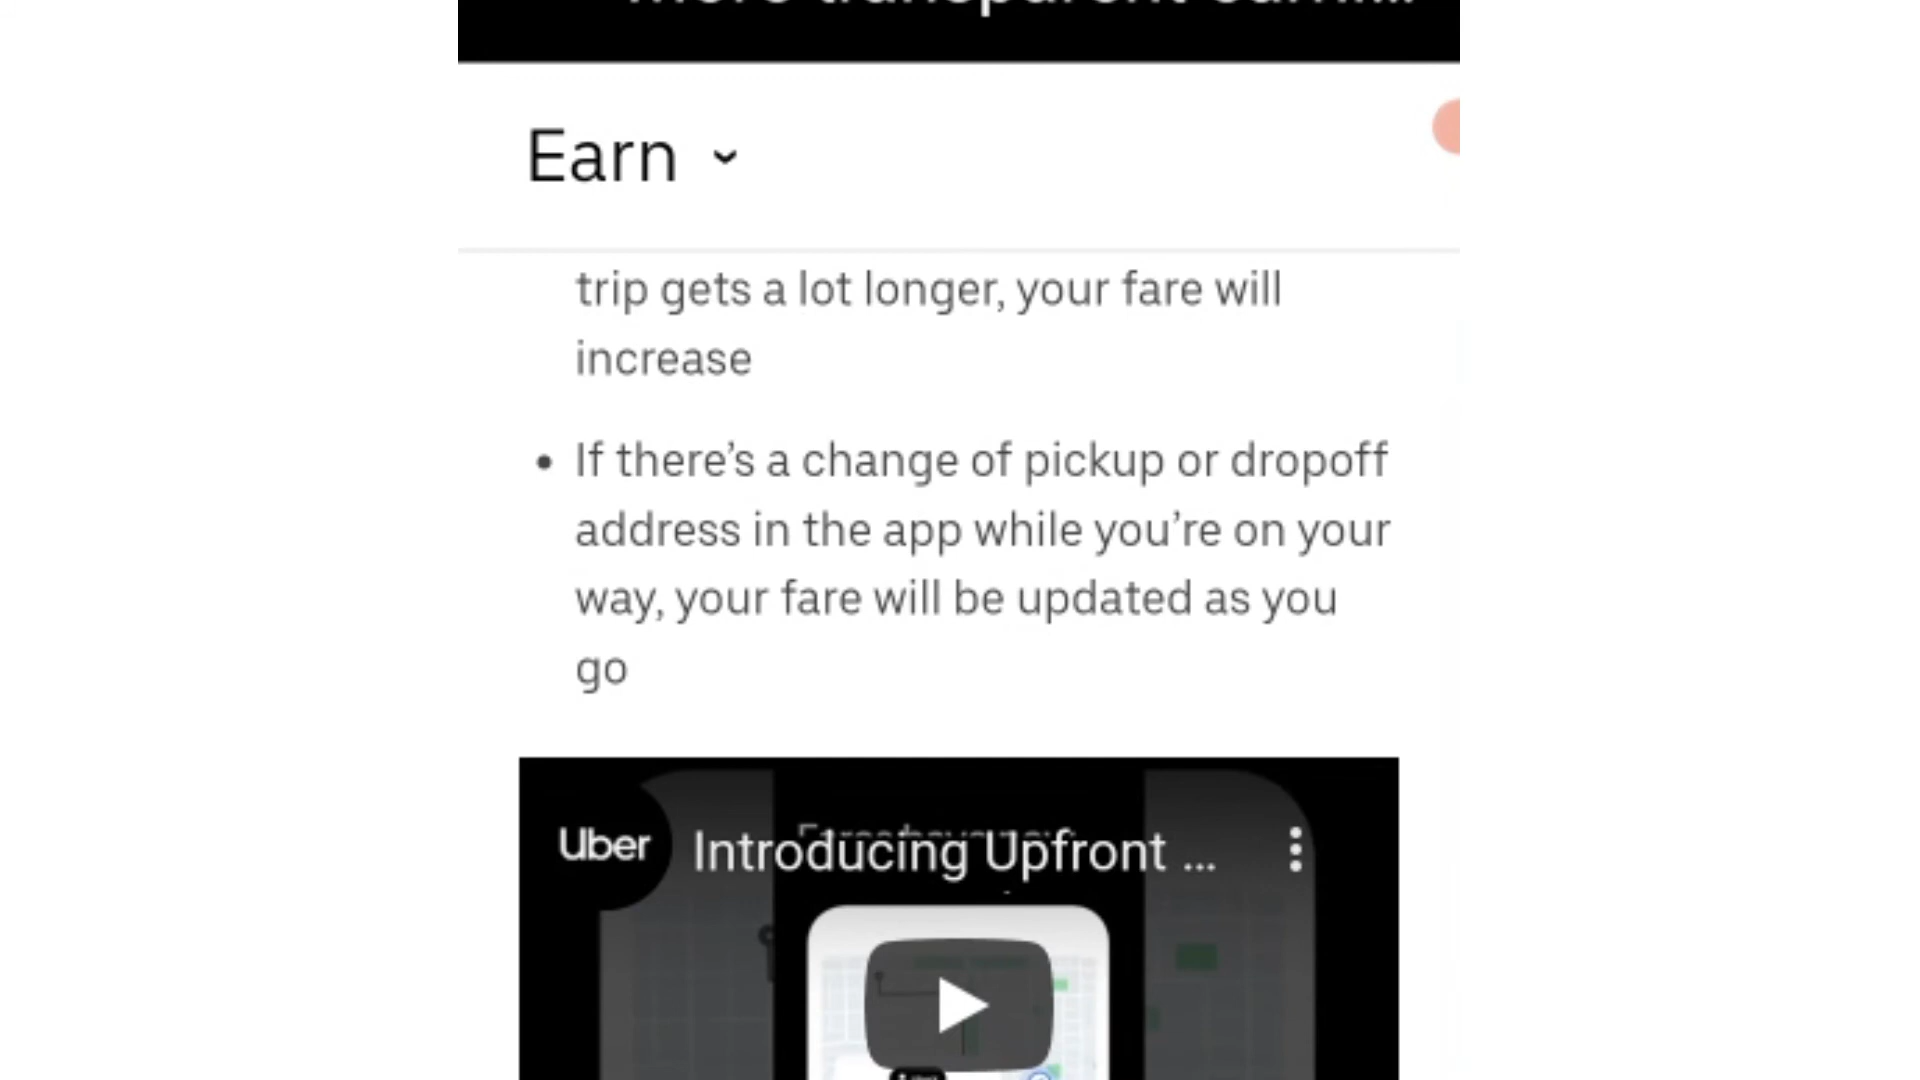 Earn
trip gets a lot longer, your fare will
increase
• If there’s a change of pickup or dropoff
address in the app while you’re on your
way, your fare will be updated as you
go
Uber
Introducing Upfront ...